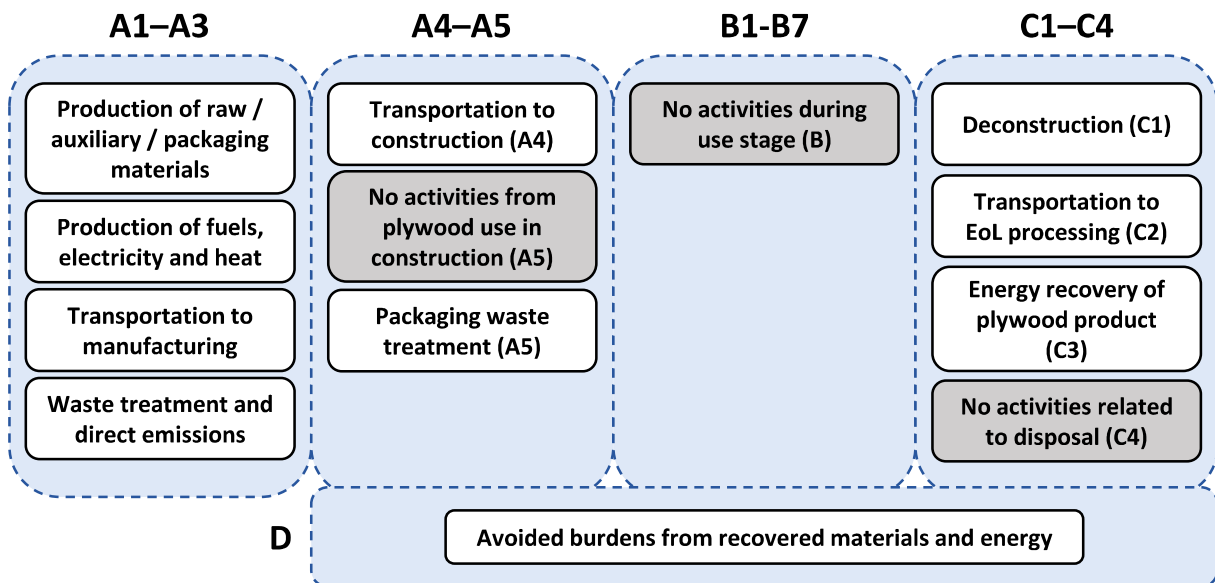 A1–A3
Production of raw /
auxiliary / packaging
materials
Production of fuels,
electricity and heat
Transportation to
manufacturing
Waste treatment and
direct emissions
A4–A5
Transportation to
construction (A4)
No activities from
plywood use in
construction (A5)
Packaging waste
treatment (A5)
B1-B7
No activities during
use stage (B)
C1–C4
Deconstruction (C1)
Transportation to
EoL processing (C2)
Energy recovery of
plywood product
(C3)
No activities related
to disposal (C4)
D
Avoided burdens from recovered materials and energy